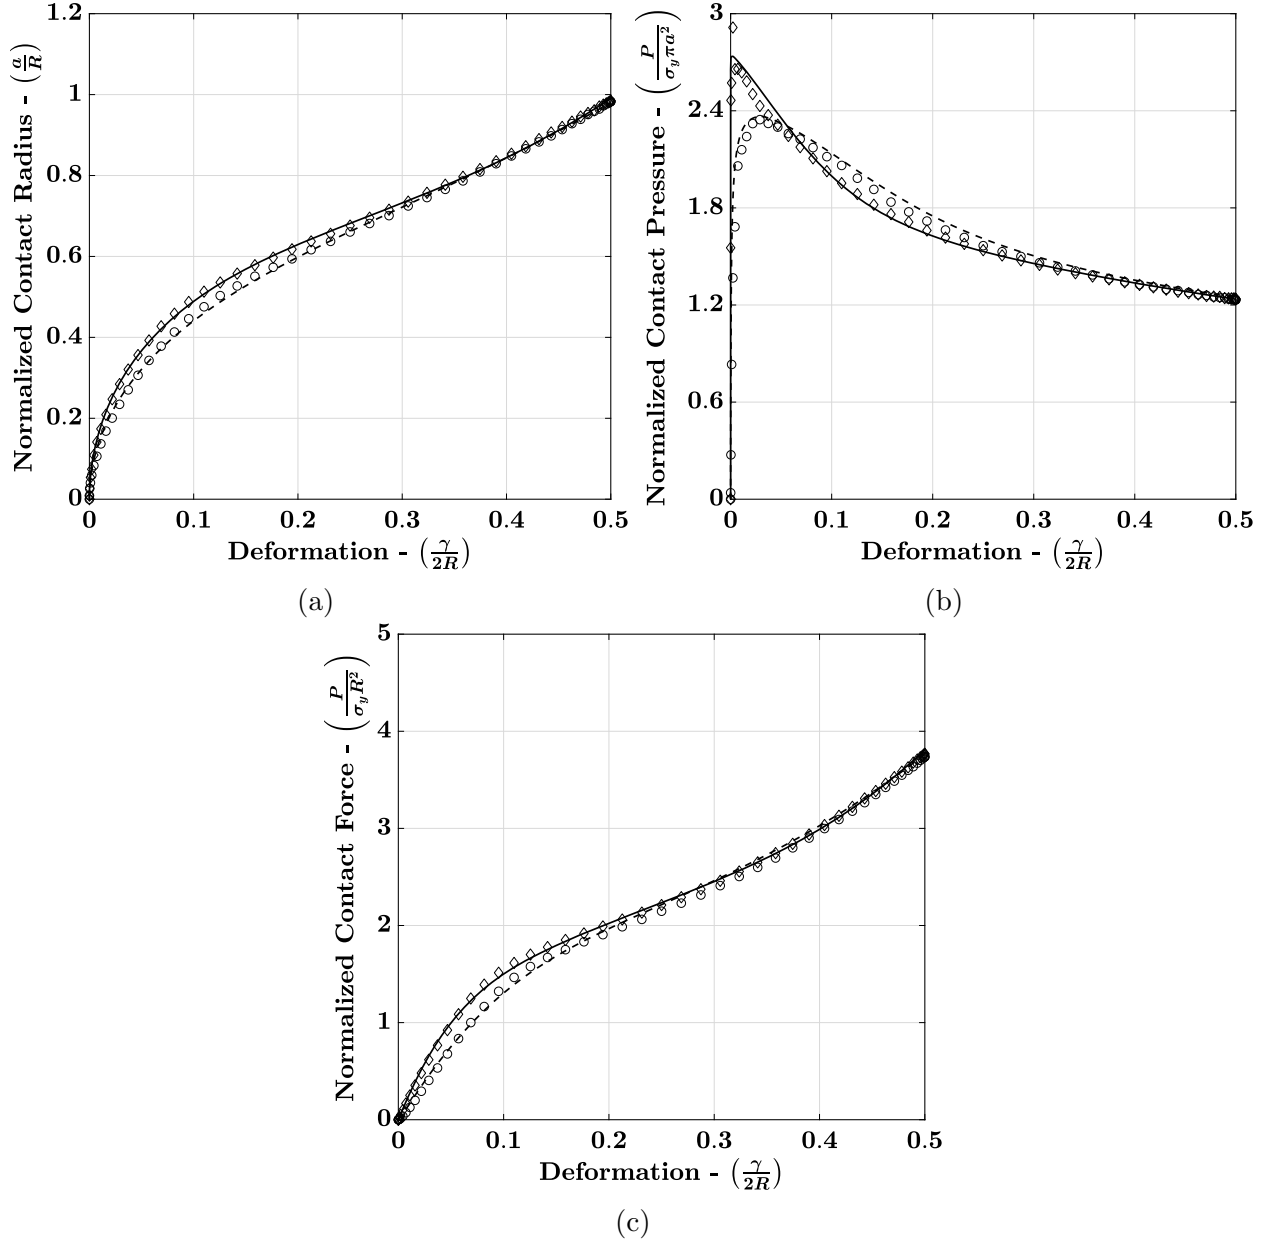 Normalized Contact Radius - (a/R)
1.2
1
0.8
0.6
0.4
0.2
0
0 0.1 0.2 0.3 0.4 0.5
Deformation - (γ/2R)
(a)
Normalized Contact Pressure - (P/σ_yπa²)
3
2.4
1.8
1.2
0.6
0
0 0.1 0.2 0.3 0.4 0.5
Deformation - (γ/2R)
(b)
Normalized Contact Force - (P/σ_yR²)
5
4
3
2
1
0
0 0.1 0.2 0.3 0.4 0.5
Deformation - (γ/2R)
(c)